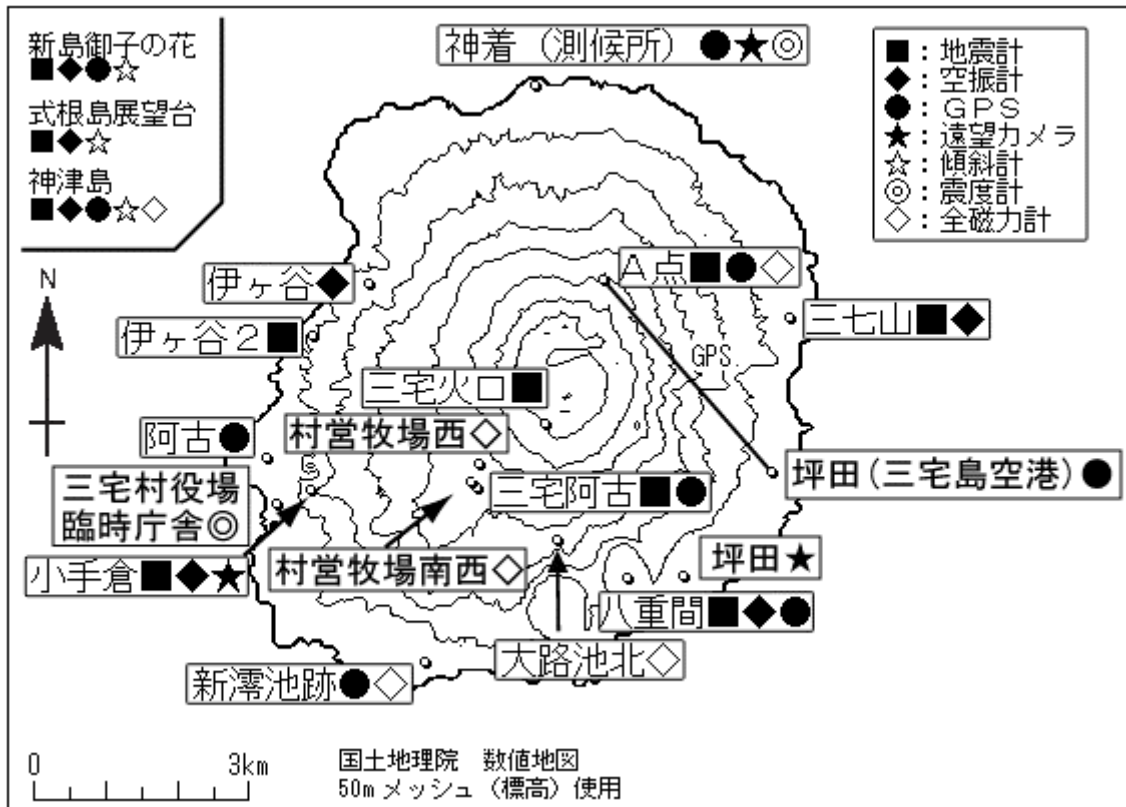 新島御子の花
■◆●☆
式根島展望台
■◆☆
神津島
■◆●☆◇
神着（測候所）●★◎
■：地震計
◆：空振計
●：ＧＰＳ
★：遠望カメラ
☆：傾斜計
◎：震度計
◇：全磁力計
N
伊ヶ谷◆
Ａ点■●◇
伊ヶ谷２■
三七山■◆
GPS
三宅火口■
阿古●
村営牧場西◇
三宅村役場
臨時庁舎◎
三宅阿古■●
坪田(三宅島空港)●
小手倉■◆★
村営牧場南西◇
坪田★
八重間■◆●
新澪池跡●◇
大路池北◇
0 3km
国土地理院 数値地図
50mメッシュ（標高）使用